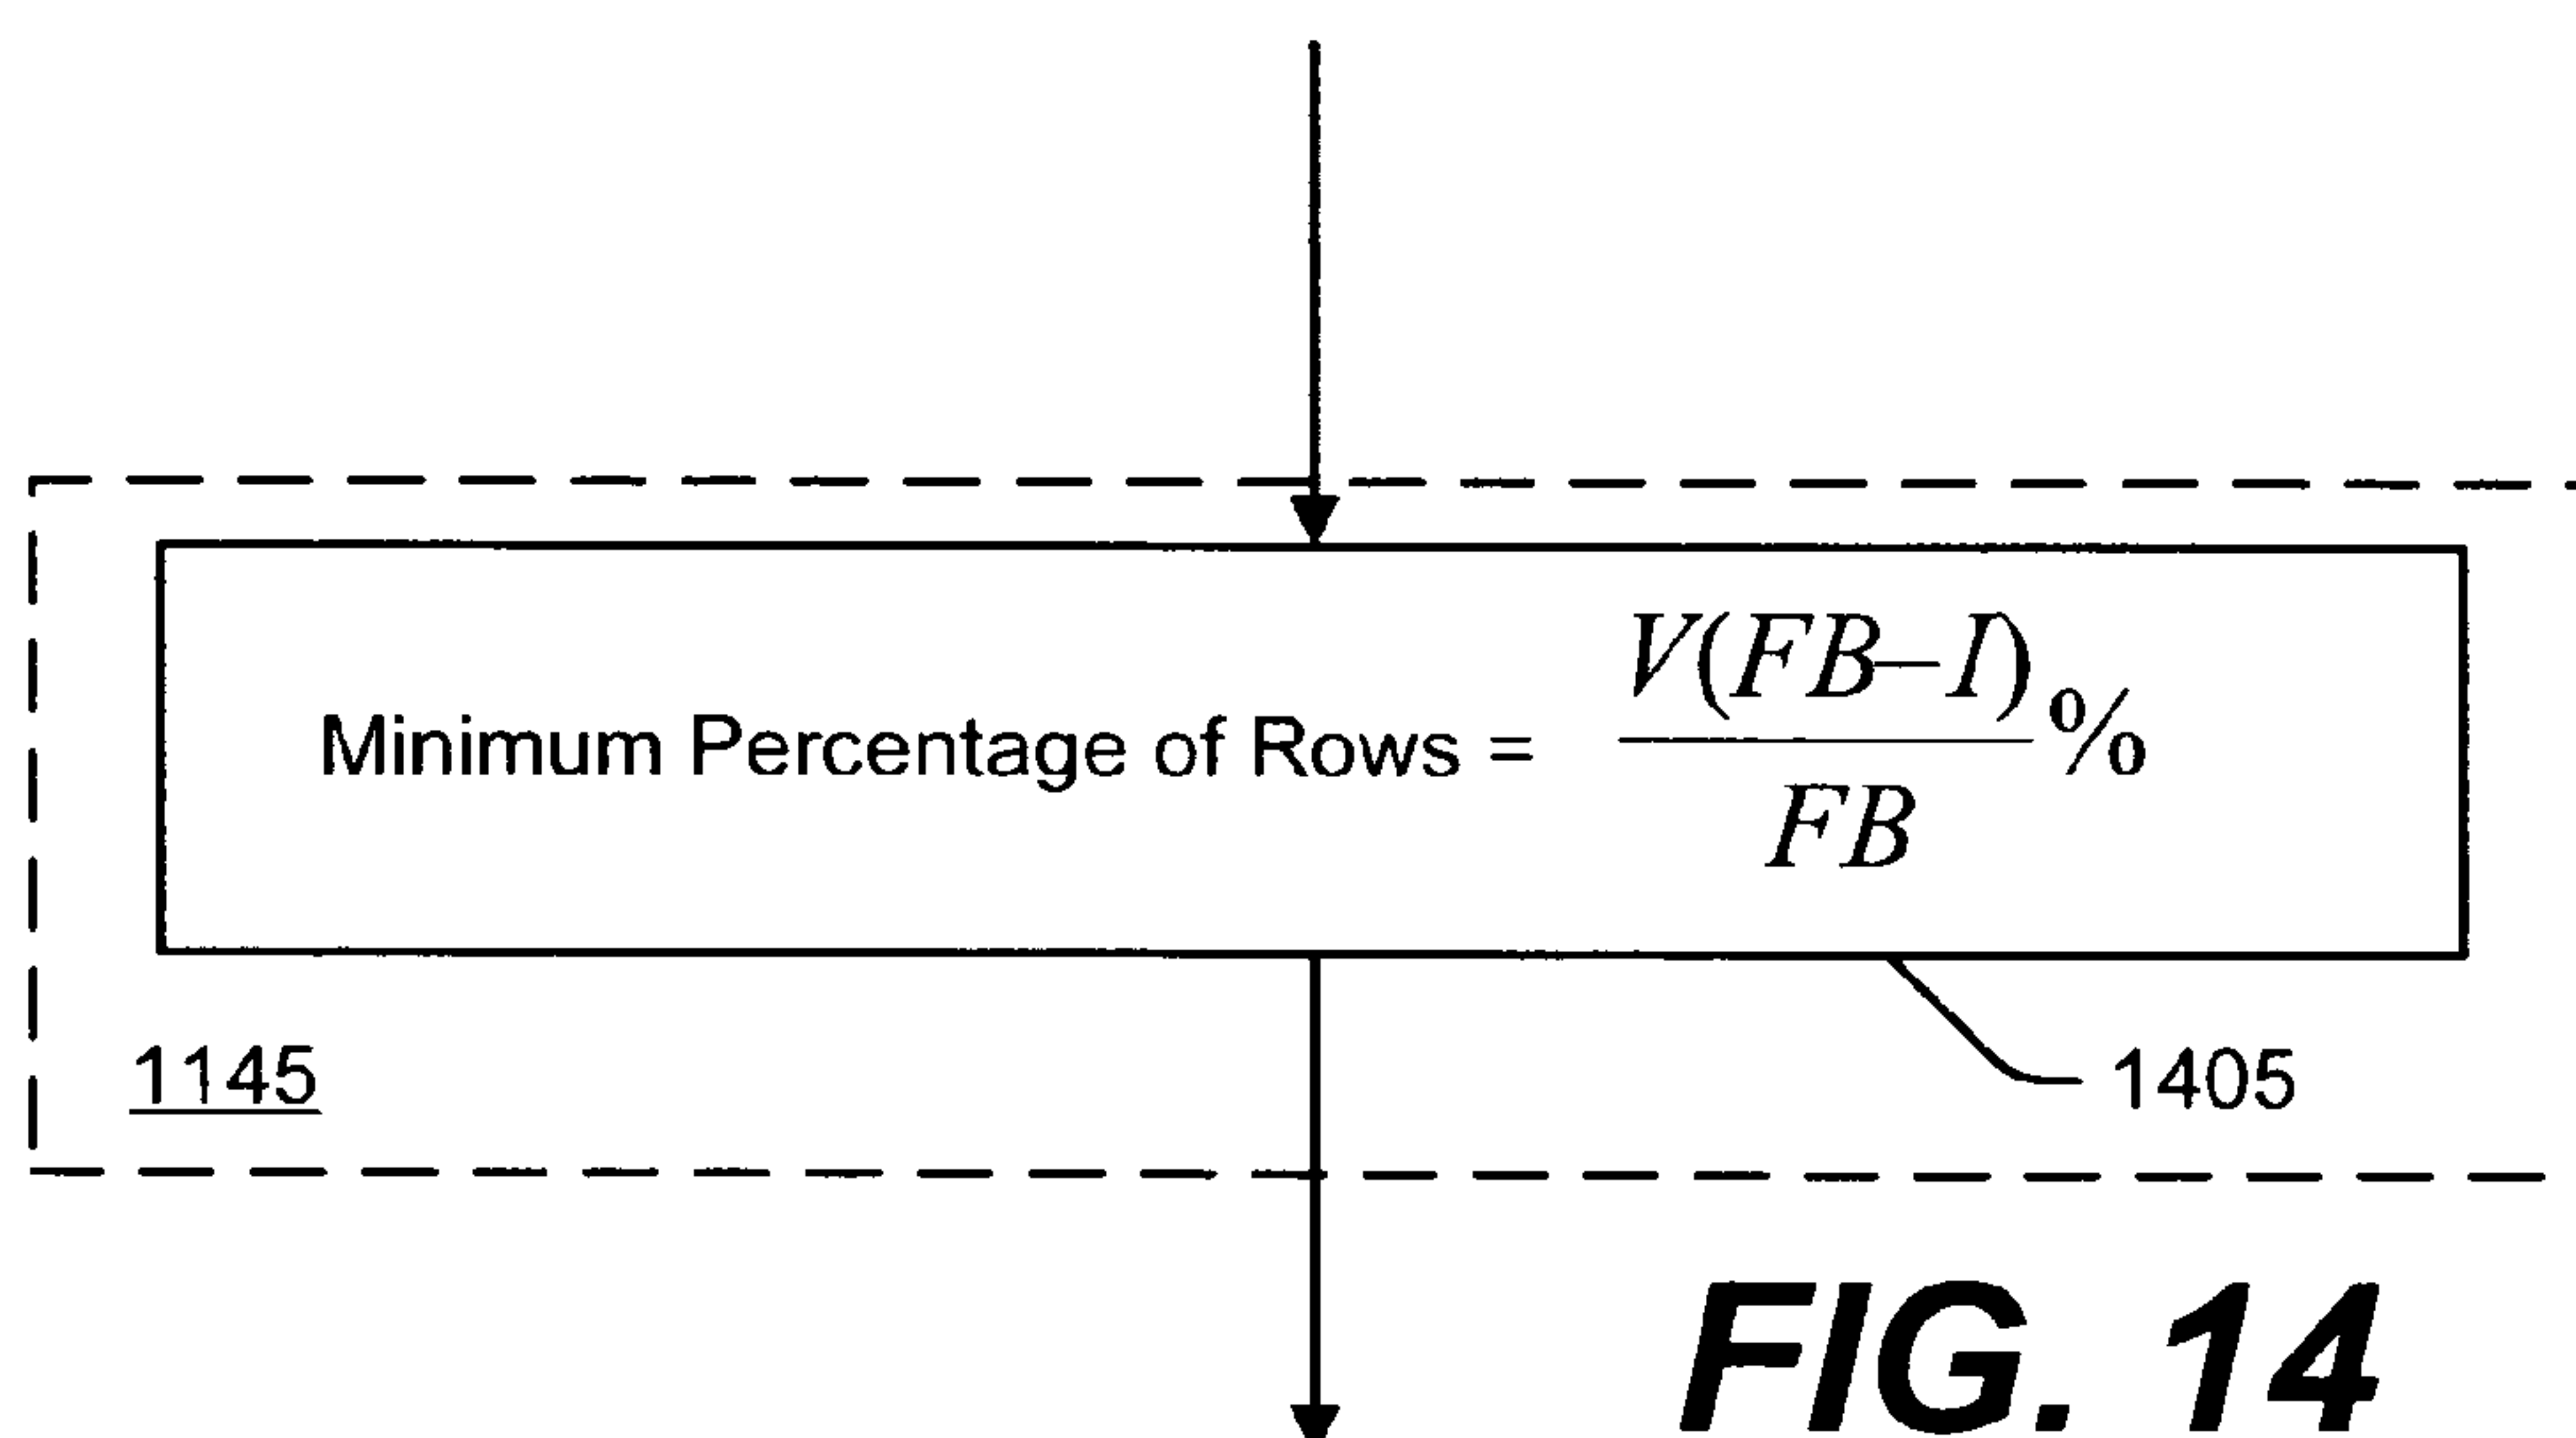 Minimum Percentage of Rows = V(FB–I)/FB %
1145
1405
FIG. 14